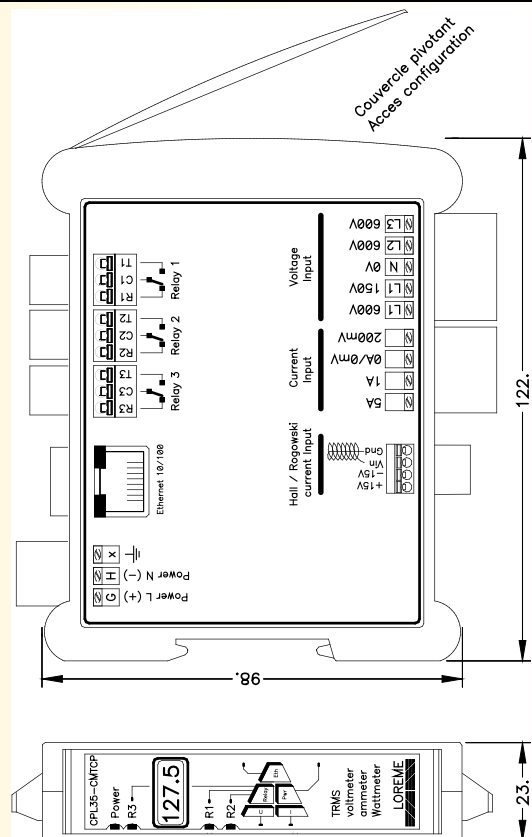 Couvercle pivotant
Acces configuration
T1
C1
R1
Relay 1
T2
C2
R2
Relay 2
T3
C3
R3
Relay 3
Ethernet 10/100
x
H
Power N (-)
G
Power L (+)
Voltage
Input
L3 600V
L2 600V
N 0V
L1 150V
L1 600V
Current
Input
200mV
0A/0mV
1A
5A
Hall / Rogowski
current Input
Gnd
Vin
-15V
+15V
122.
98.
23.
CPL35-CMTCP
Power
R3
127.5
R1
R2
Eth
Relay
Pwr
C
TRMS
voltmeter
ammeter
Wattmeter
LOREME